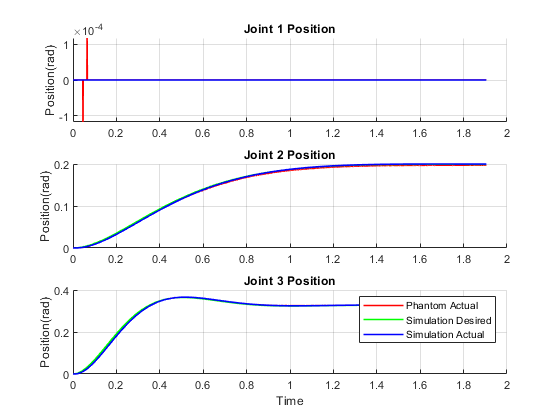 Joint 1 Position
×10⁻⁴
Position(rad)
1
0
-1
0 0.2 0.4 0.6 0.8 1 1.2 1.4 1.6 1.8 2
Joint 2 Position
Position(rad)
0.2
0.1
0
0 0.2 0.4 0.6 0.8 1 1.2 1.4 1.6 1.8 2
Joint 3 Position
Position(rad)
0.4
0.2
0
Phantom Actual
Simulation Desired
Simulation Actual
0 0.2 0.4 0.6 0.8 1 1.2 1.4 1.6 1.8 2
Time